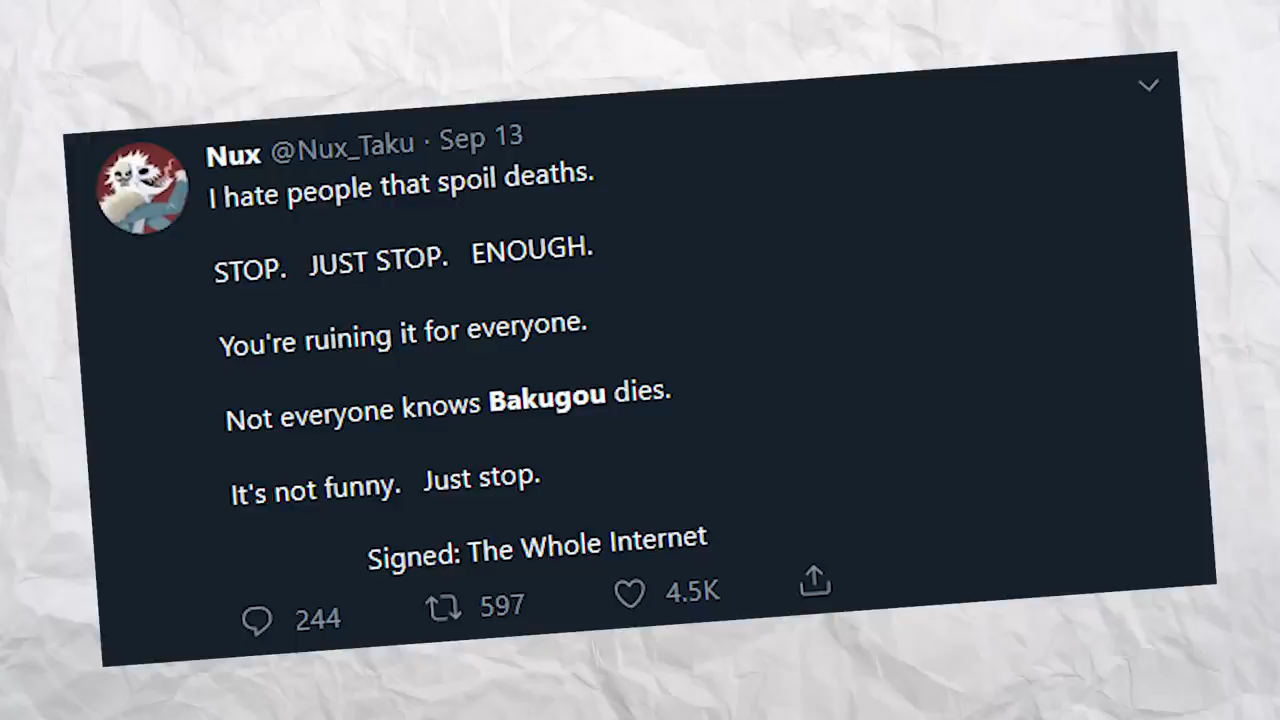 Nux @Nux_Taku · Sep 13
I hate people that spoil deaths.
STOP.   JUST STOP.   ENOUGH.
You're ruining it for everyone.
Not everyone knows Bakugou dies.
It's not funny.   Just stop.
Signed: The Whole Internet
244 597 4.5K